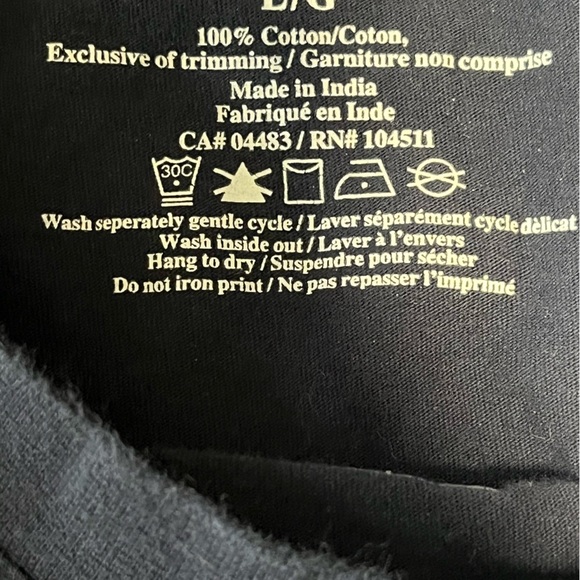 L/G
100% Cotton/Coton,
Exclusive of trimming / Garniture non comprise
Made in India
Fabriqué en Inde
CA# 04483 / RN# 104511
30C
Wash seperately gentle cycle / Laver séparément cycle dèlicat
Wash inside out / Laver à l'envers
Hang to dry / Suspendre pour sécher
Do not iron print / Ne pas repasser l'imprimé